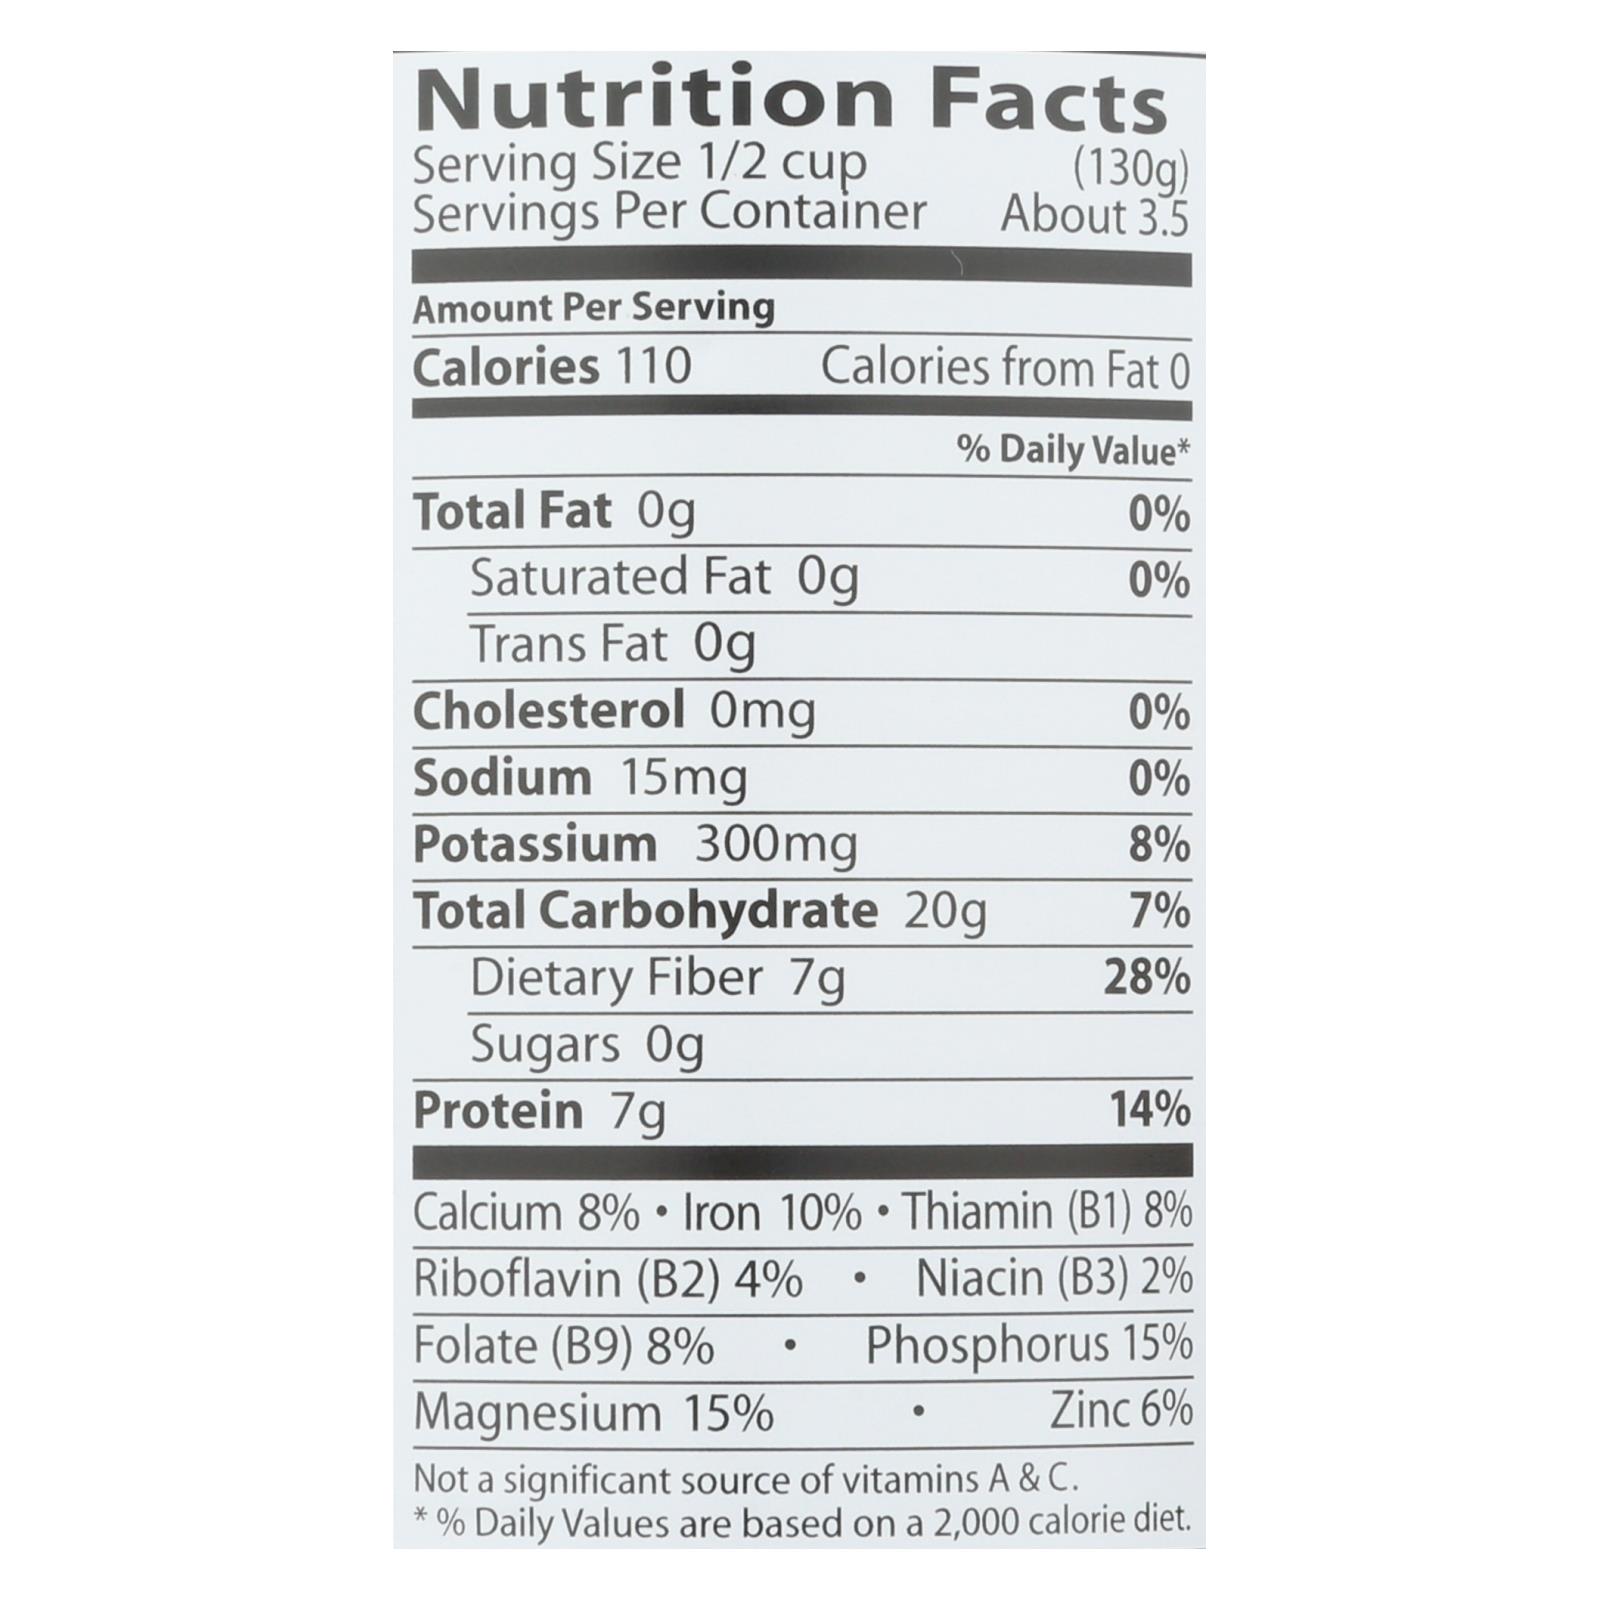 Nutrition Facts
Serving Size 1/2 cup (130g)
Servings Per Container About 3.5
Amount Per Serving
Calories 110 Calories from Fat 0
% Daily Value*
Total Fat 0g 0%
Saturated Fat 0g 0%
Trans Fat 0g
Cholesterol 0mg 0%
Sodium 15mg 0%
Potassium 300mg 8%
Total Carbohydrate 20g 7%
Dietary Fiber 7g 28%
Sugars 0g
Protein 7g 14%
Calcium 8% • Iron 10% • Thiamin (B1) 8%
Riboflavin (B2) 4% • Niacin (B3) 2%
Folate (B9) 8% • Phosphorus 15%
Magnesium 15% • Zinc 6%
Not a significant source of vitamins A & C.
* % Daily Values are based on a 2,000 calorie diet.